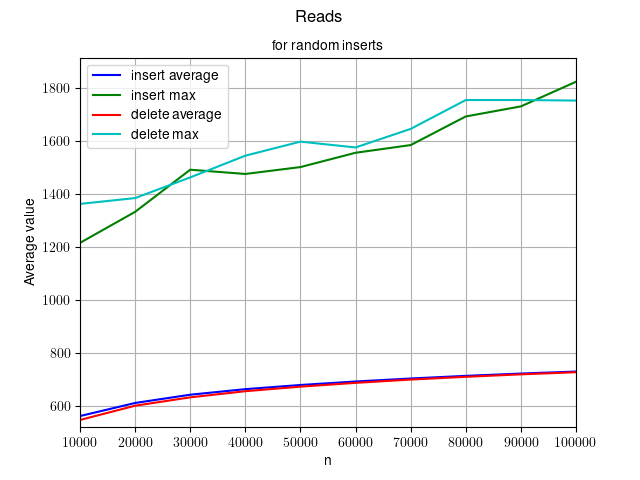 Reads
for random inserts
insert average
insert max
delete average
delete max
Average value
1800
1600
1400
1200
1000
800
600
10000 20000 30000 40000 50000 60000 70000 80000 90000 100000
n